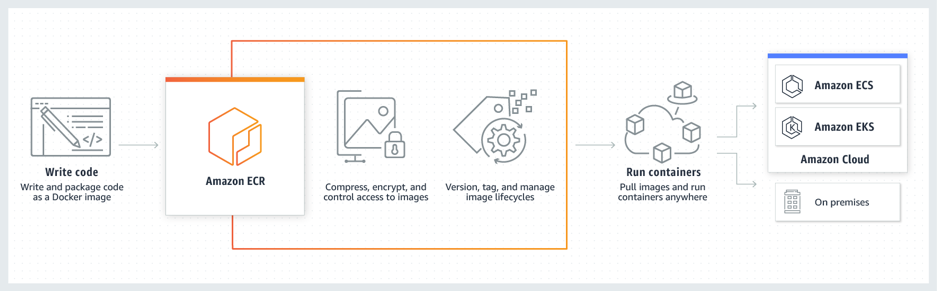 Write code
Write and package code
as a Docker image
Amazon ECR
Compress, encrypt, and
control access to images
Version, tag, and manage
image lifecycles
Run containers
Pull images and run
containers anywhere
Amazon ECS
Amazon EKS
Amazon Cloud
On premises